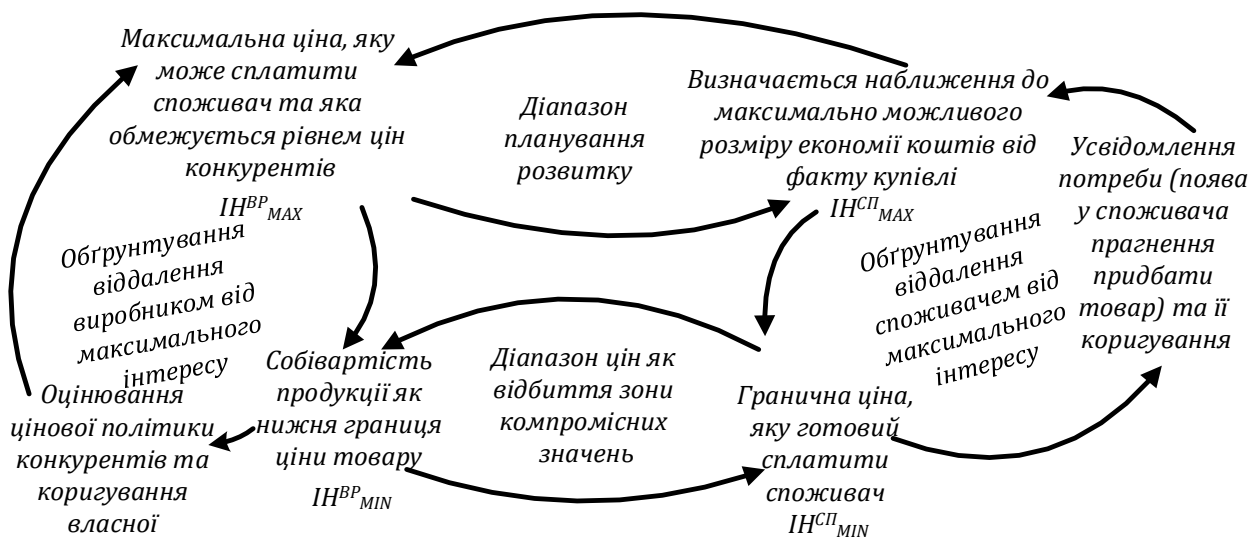 Максимальна ціна, яку
може сплатити
споживач та яка
обмежується рівнем цін
конкурентів
ІН^ВР_MAX
Діапазон
планування
розвитку
Визначається наближення до
максимально можливого
розміру економії коштів від
факту купівлі
ІН^СП_MAX
Усвідомлення
потреби (поява
у споживача
прагнення
придбати
товар) та її
коригування
Обґрунтування
віддалення
виробником від
максимального
інтересу
Обґрунтування
віддалення
споживачем від
максимального
інтересу
Оцінювання
цінової політики
конкурентів та
коригування
власної
Собівартість
продукції як
нижня границя
ціни товару
ІН^ВР_MIN
Діапазон цін як
відбиття зони
компромісних
значень
Гранична ціна,
яку готовий
сплатити
споживач
ІН^СП_MIN